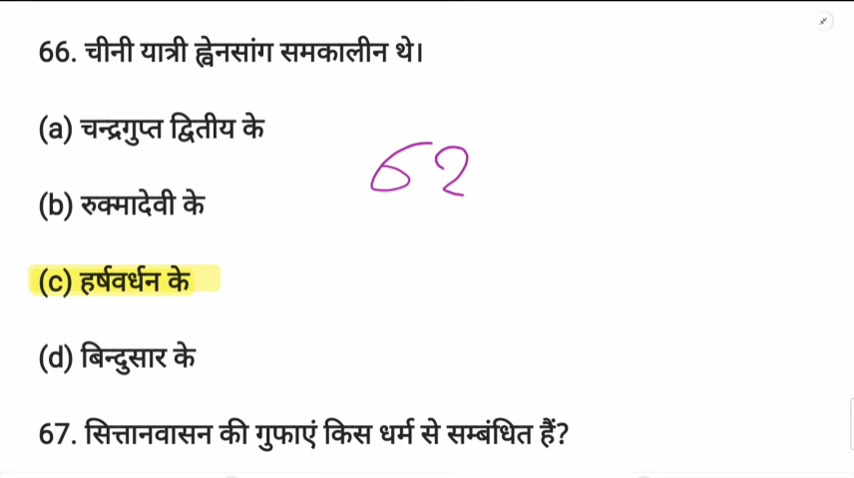 66. चीनी यात्री ह्वेनसांग समकालीन थे।
(a) चन्द्रगुप्त द्वितीय के
62
(b) रुक्मादेवी के
(c) हर्षवर्धन के
(d) बिन्दुसार के
67. सित्तानवासन की गुफाएं किस धर्म से सम्बंधित हैं?